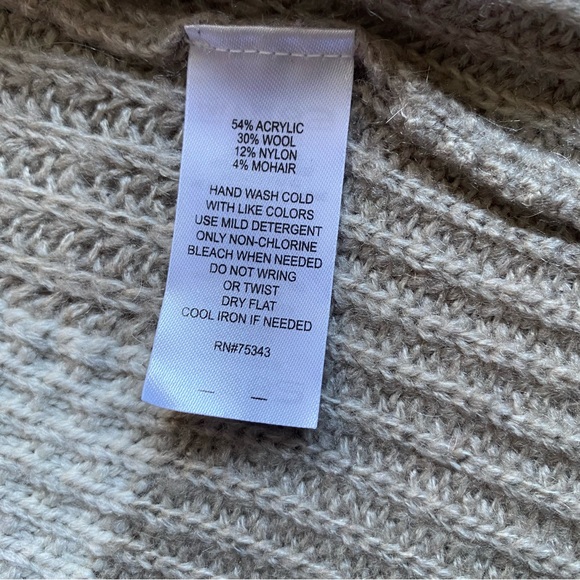 54% ACRYLIC
30% WOOL
12% NYLON
4% MOHAIR
HAND WASH COLD
WITH LIKE COLORS
USE MILD DETERGENT
ONLY NON-CHLORINE
BLEACH WHEN NEEDED
DO NOT WRING
OR TWIST
DRY FLAT
COOL IRON IF NEEDED
RN#75343